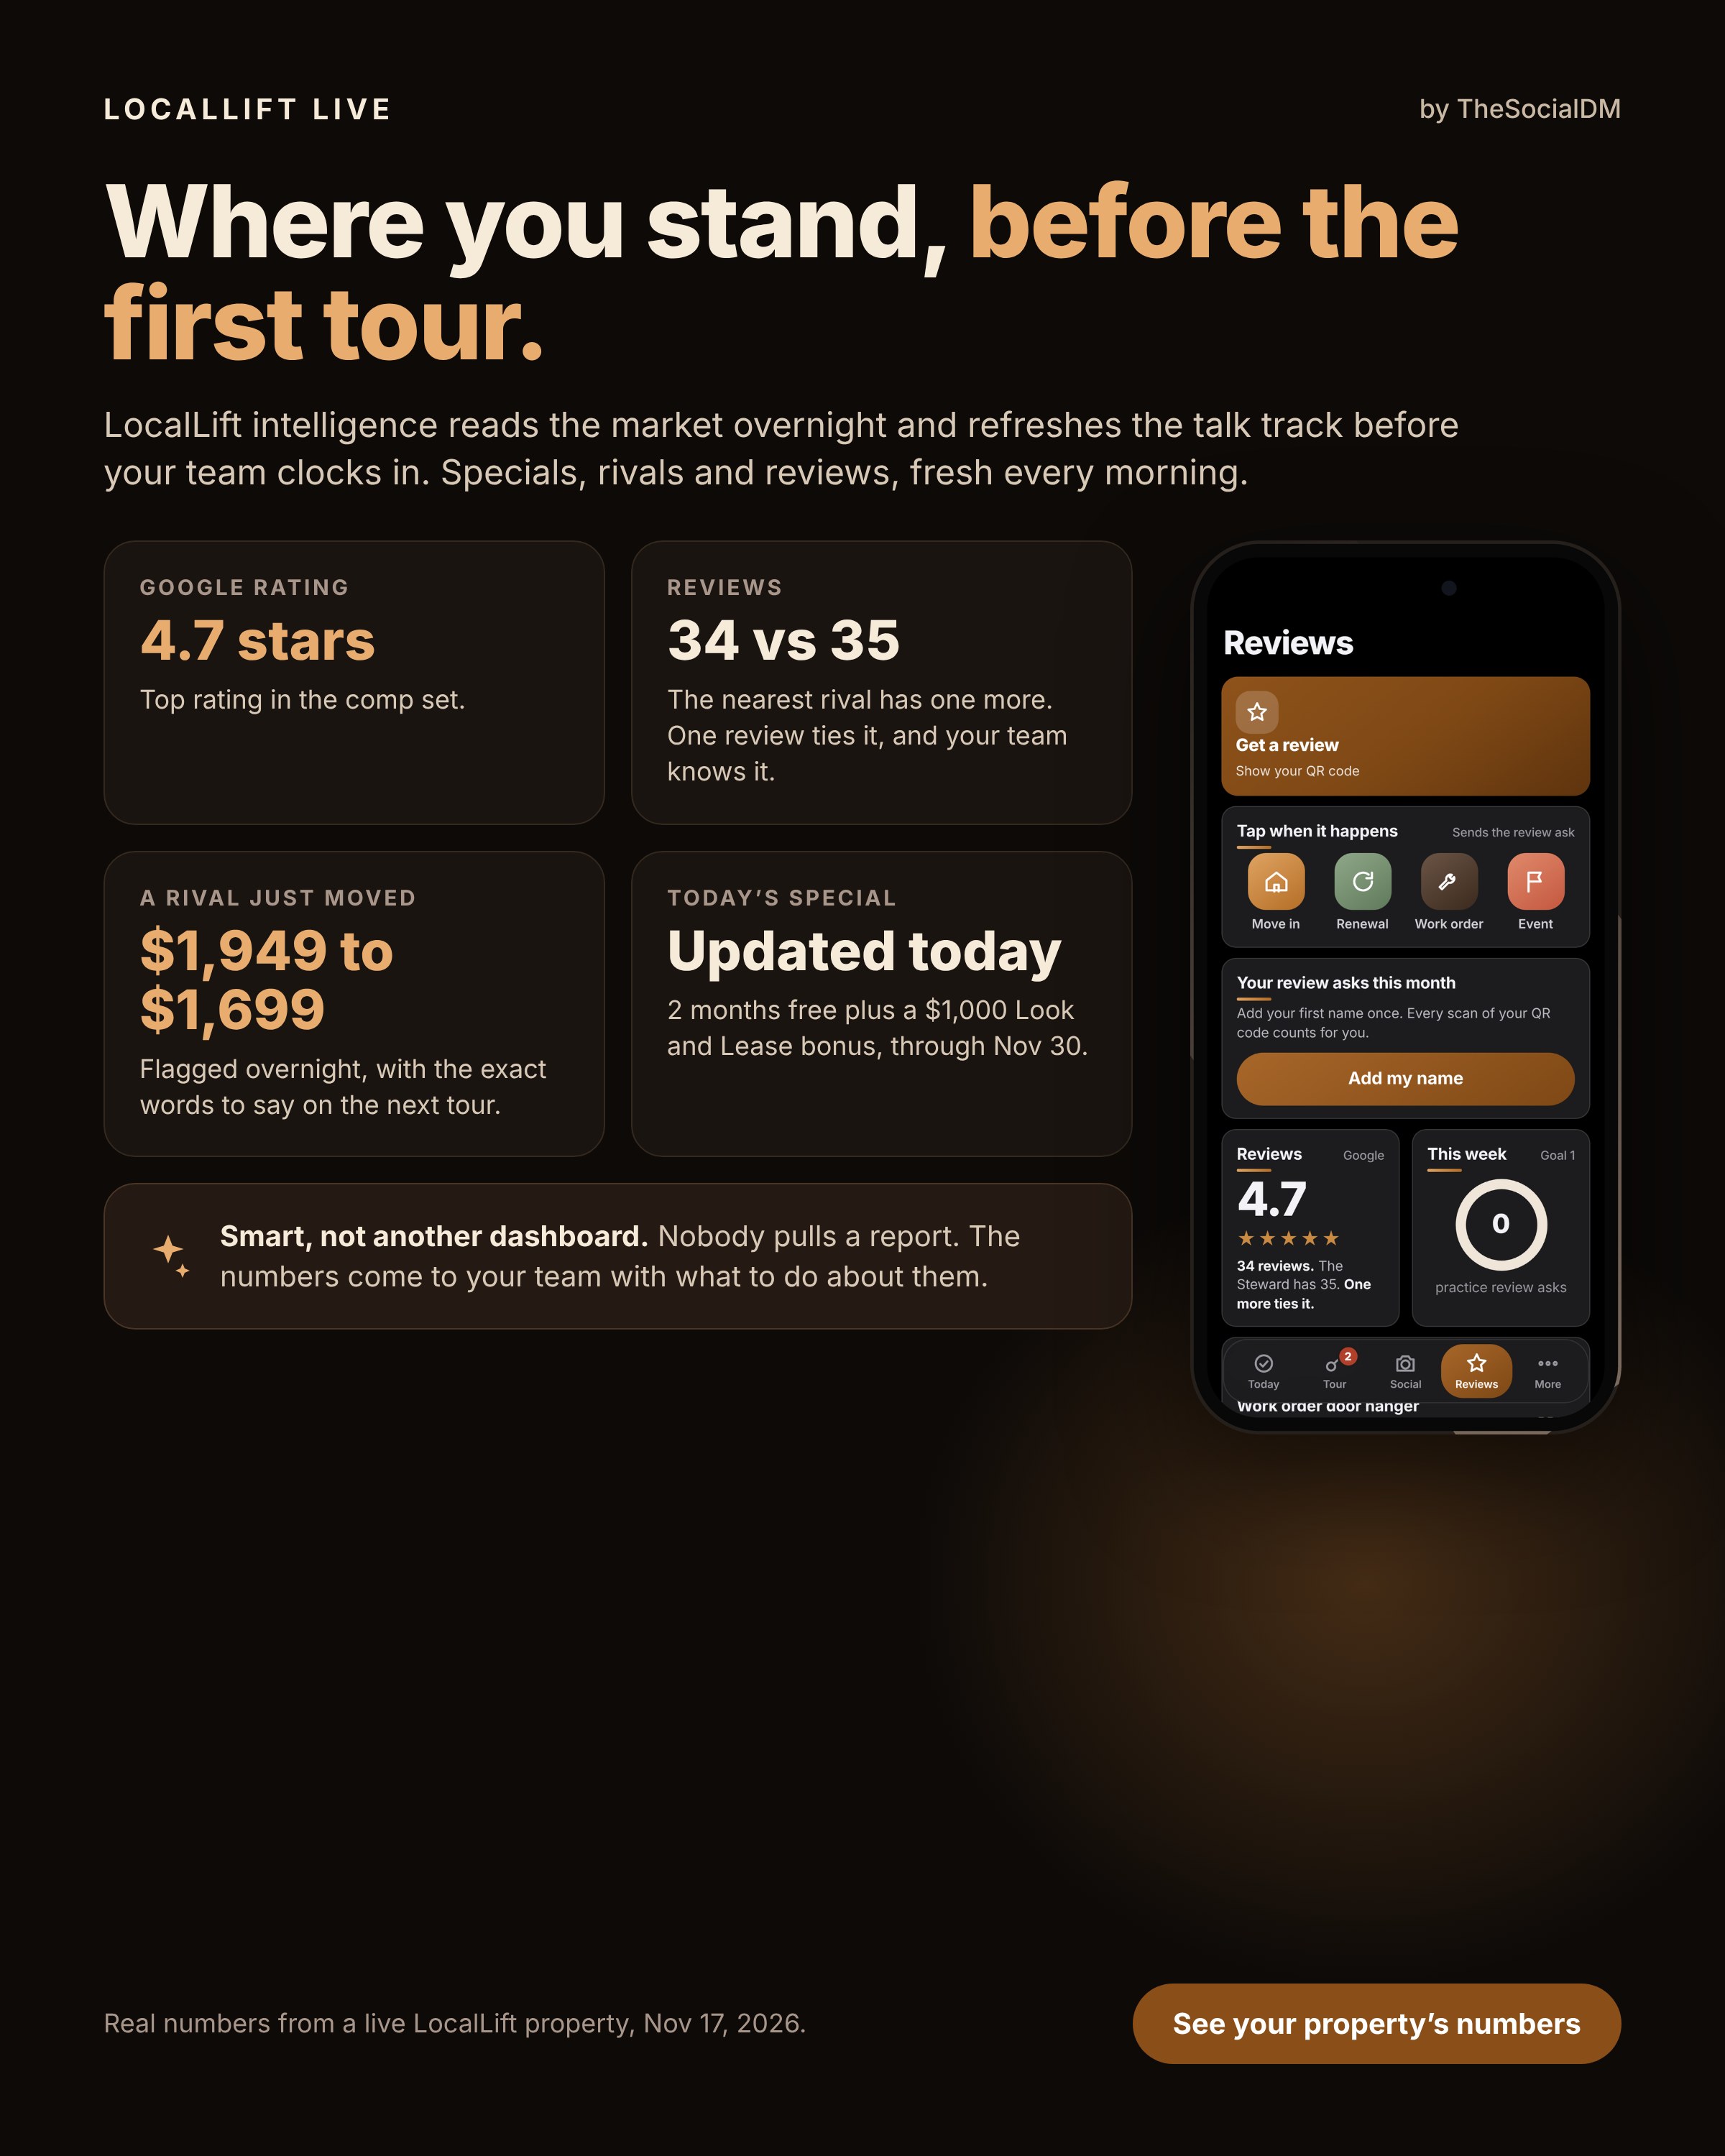 LOCALLIFT LIVE
by TheSocialDM
Where you stand, before the
first tour.
LocalLift intelligence reads the market overnight and refreshes the talk track before
your team clocks in. Specials, rivals and reviews, fresh every morning.
GOOGLE RATING
4.7 stars
Top rating in the comp set.
REVIEWS
34 vs 35
The nearest rival has one more.
One review ties it, and your team
knows it.
A RIVAL JUST MOVED
$1,949 to
$1,699
Flagged overnight, with the exact
words to say on the next tour.
TODAY’S SPECIAL
Updated today
2 months free plus a $1,000 Look
and Lease bonus, through Nov 30.
Smart, not another dashboard. Nobody pulls a report. The
numbers come to your team with what to do about them.
Reviews
Get a review
Show your QR code
Tap when it happens
Sends the review ask
Move in
Renewal
Work order
Event
Your review asks this month
Add your first name once. Every scan of your QR
code counts for you.
Add my name
Reviews
Google
4.7
★★★★★
34 reviews. The
Steward has 35. One
more ties it.
This week
Goal 1
0
practice review asks
Today
2
Tour
Social
Reviews
More
Work order door hanger
Real numbers from a live LocalLift property, Nov 17, 2026.
See your property’s numbers